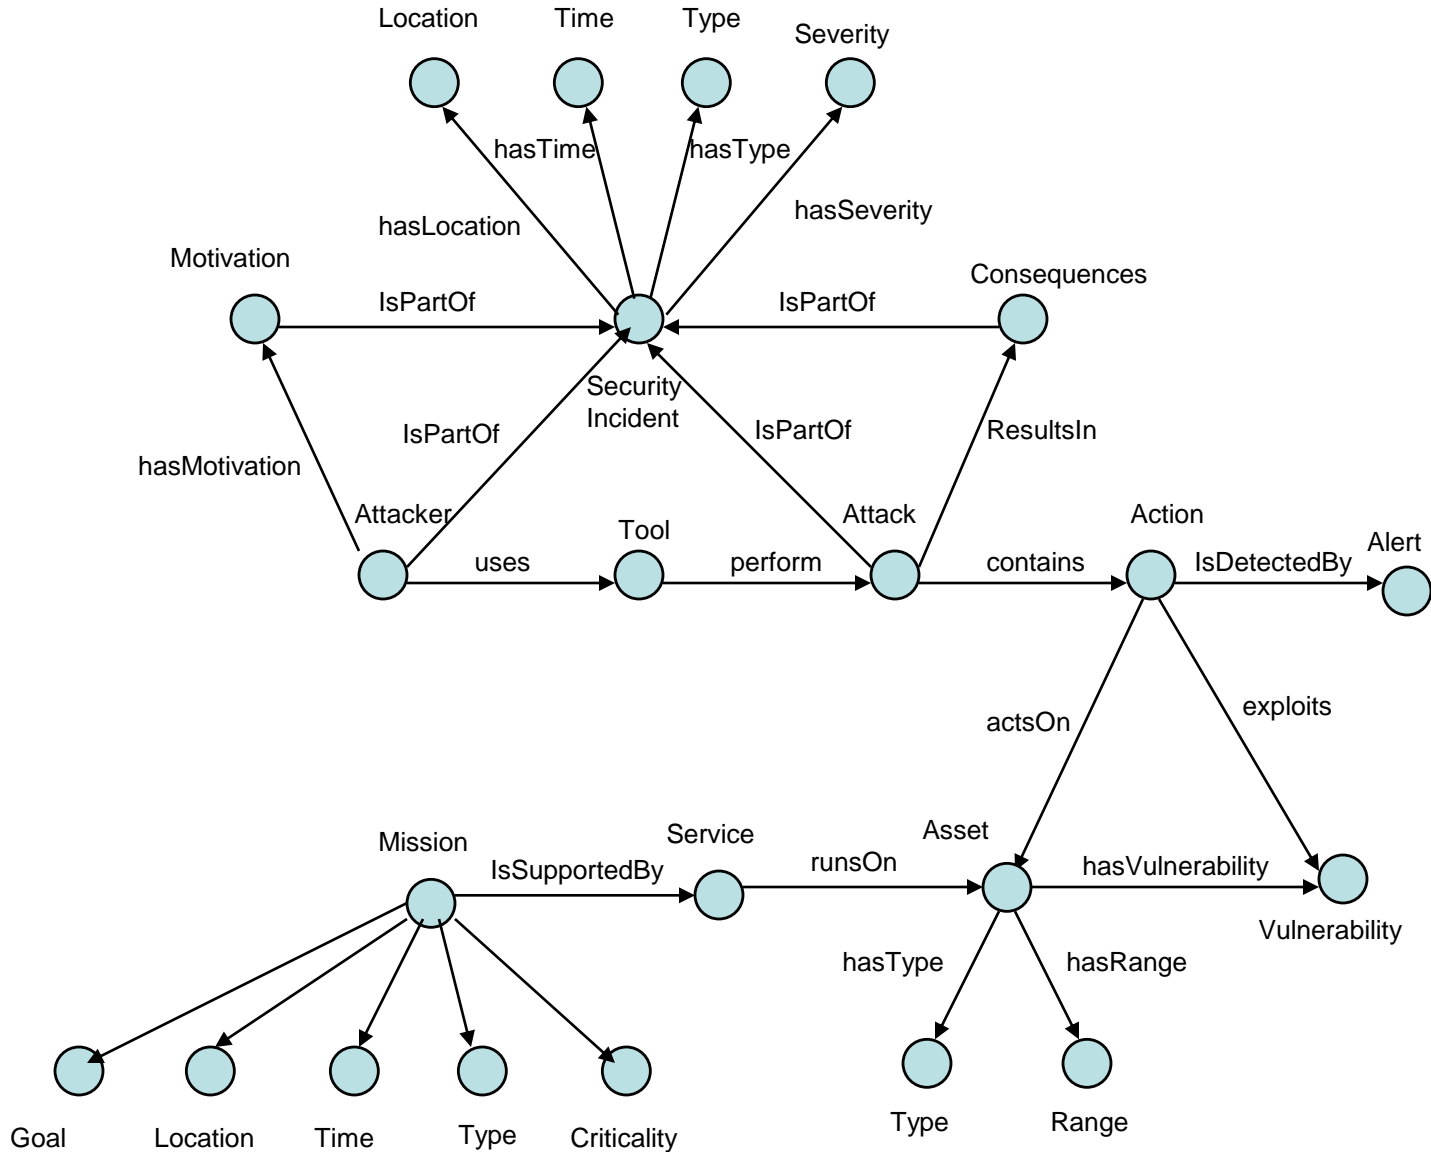 Location
Time
Type
Severity
hasTime
hasType
hasLocation
hasSeverity
Motivation
Consequences
IsPartOf
IsPartOf
Security
Incident
IsPartOf
IsPartOf
ResultsIn
hasMotivation
Attacker
Tool
Attack
Action
Alert
uses
perform
contains
IsDetectedBy
actsOn
exploits
Mission
Service
Asset
IsSupportedBy
runsOn
hasVulnerability
Vulnerability
hasType
hasRange
Goal
Location
Time
Type
Criticality
Type
Range